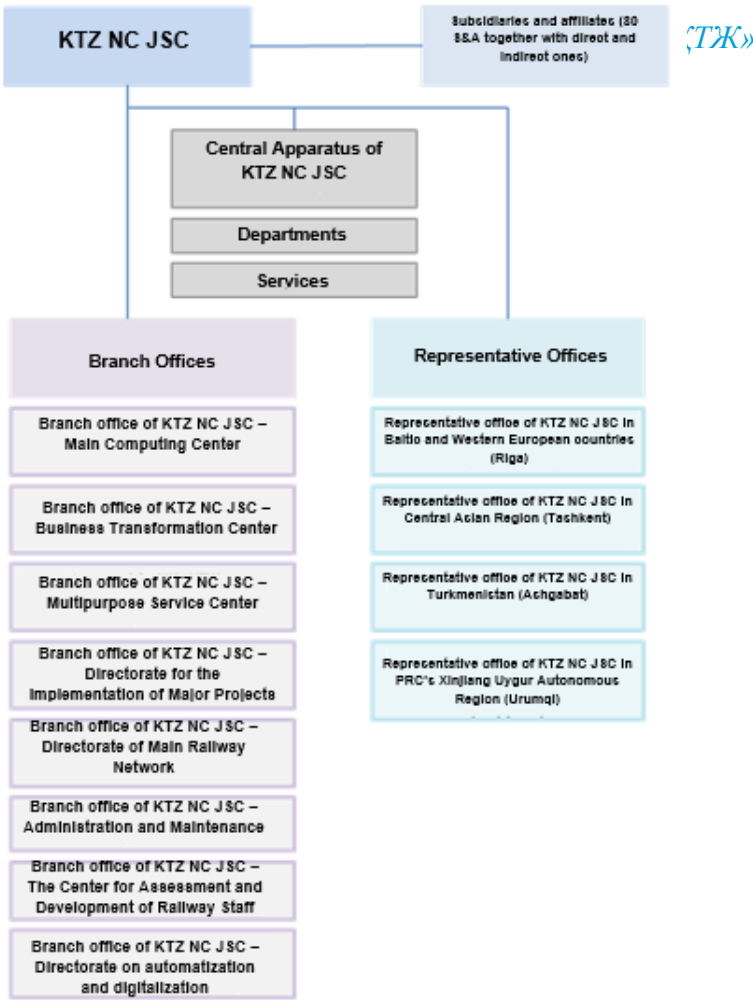 KTZ NC JSC
Subsidiaries and affiliates (80
S&A together with direct and
indirect ones)
ҚТЖ»
Central Apparatus of
KTZ NC JSC
Departments
Services
Branch Offices
Branch office of KTZ NC JSC –
Main Computing Center
Branch office of KTZ NC JSC –
Business Transformation Center
Branch office of KTZ NC JSC –
Multipurpose Service Center
Branch office of KTZ NC JSC –
Directorate for the
Implementation of Major Projects
Branch office of KTZ NC JSC –
Directorate of Main Railway
Network
Branch office of KTZ NC JSC –
Administration and Maintenance
Branch office of KTZ NC JSC –
The Center for Assessment and
Development of Railway Staff
Branch office of KTZ NC JSC –
Directorate on automatization
and digitalization
Representative Offices
Representative office of KTZ NC JSC in
Baltic and Western European countries
(Riga)
Representative office of KTZ NC JSC in
Central Asian Region (Tashkent)
Representative office of KTZ NC JSC in
Turkmenistan (Ashgabat)
Representative office of KTZ NC JSC in
PRC's Xinjiang Uygur Autonomous
Region (Urumqi)